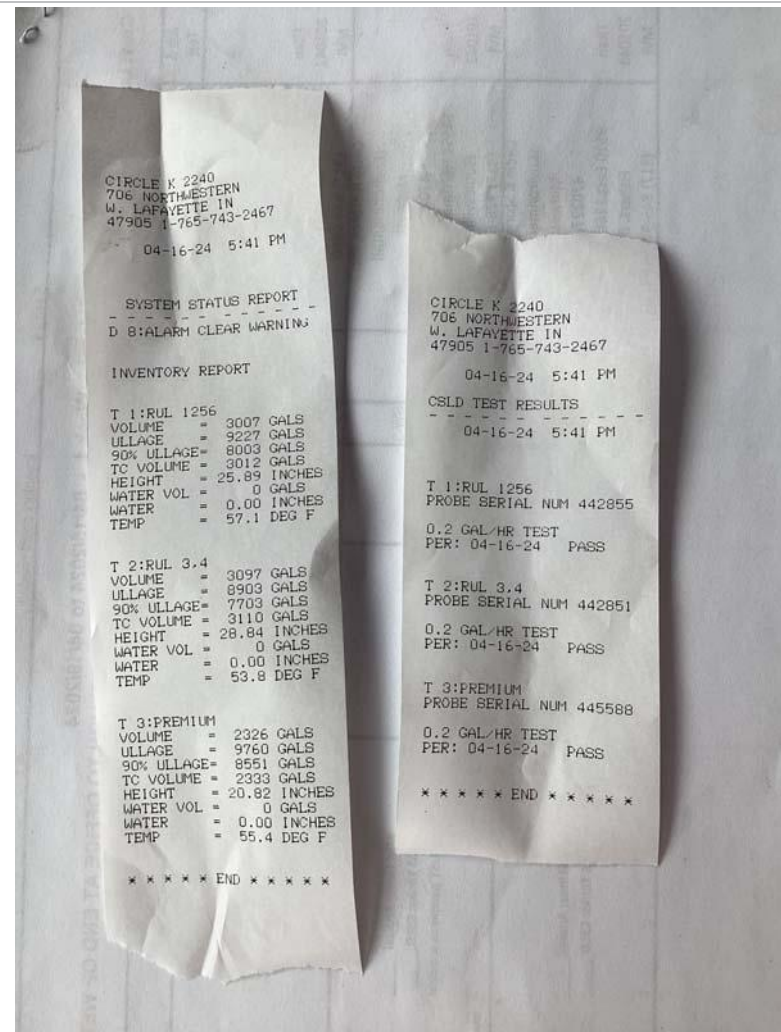 CIRCLE K 2240
706 NORTHWESTERN
W. LAFAYETTE IN
47905 1-765-743-2467
04-16-24 5:41 PM
SYSTEM STATUS REPORT
- - - - - - - - - - - -
D 8:ALARM CLEAR WARNING
INVENTORY REPORT
T 1:RUL 1256
VOLUME = 3007 GALS
ULLAGE = 9227 GALS
90% ULLAGE= 8003 GALS
TC VOLUME = 3012 GALS
HEIGHT = 25.89 INCHES
WATER VOL = 0 GALS
WATER = 0.00 INCHES
TEMP = 57.1 DEG F
T 2:RUL 3,4
VOLUME = 3097 GALS
ULLAGE = 8903 GALS
90% ULLAGE= 7703 GALS
TC VOLUME = 3110 GALS
HEIGHT = 28.84 INCHES
WATER VOL = 0 GALS
WATER = 0.00 INCHES
TEMP = 53.8 DEG F
T 3:PREMIUM
VOLUME = 2326 GALS
ULLAGE = 9760 GALS
90% ULLAGE= 8551 GALS
TC VOLUME = 2333 GALS
HEIGHT = 20.82 INCHES
WATER VOL = 0 GALS
WATER = 0.00 INCHES
TEMP = 55.4 DEG F
* * * * * END * * * * *
CIRCLE K 2240
706 NORTHWESTERN
W. LAFAYETTE IN
47905 1-765-743-2467
04-16-24 5:41 PM
CSLD TEST RESULTS
- - - - - - - - - - - -
04-16-24 5:41 PM
T 1:RUL 1256
PROBE SERIAL NUM 442855
0.2 GAL/HR TEST
PER: 04-16-24 PASS
T 2:RUL 3,4
PROBE SERIAL NUM 442851
0.2 GAL/HR TEST
PER: 04-16-24 PASS
T 3:PREMIUM
PROBE SERIAL NUM 445588
0.2 GAL/HR TEST
PER: 04-16-24 PASS
* * * * * END * * * * *